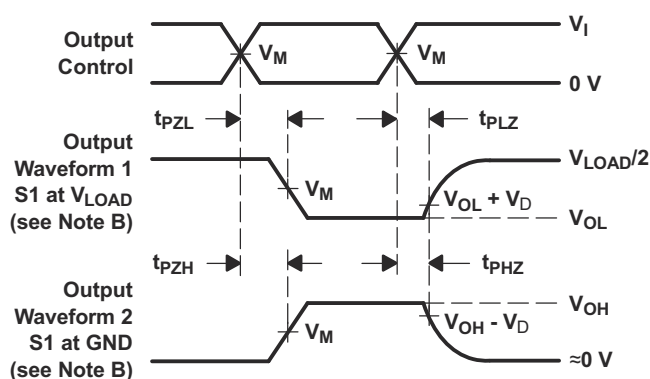 Output
Control
V_I
V_M
V_M
0 V
t_PZL
t_PLZ
Output
Waveform 1
S1 at V_LOAD
(see Note B)
V_LOAD/2
V_M
V_OL + V_D
V_OL
t_PZH
t_PHZ
Output
Waveform 2
S1 at GND
(see Note B)
V_OH
V_OH - V_D
V_M
≈0 V